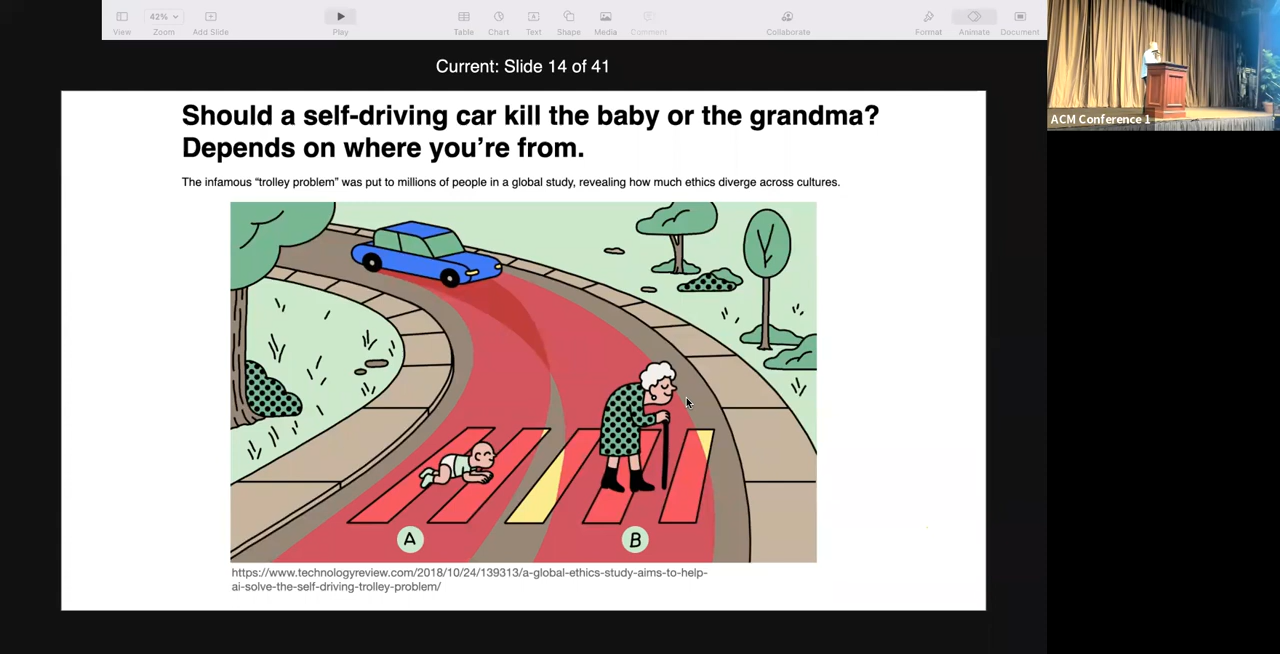 42%
View
Zoom
Add Slide
Play
Table
Chart
Text
Shape
Media
Comment
Collaborate
Format
Animate
Document
Current: Slide 14 of 41
ACM Conference 1
Should a self-driving car kill the baby or the grandma?
Depends on where you’re from.
The infamous “trolley problem” was put to millions of people in a global study, revealing how much ethics diverge across cultures.
A
B
https://www.technologyreview.com/2018/10/24/139313/a-global-ethics-study-aims-to-help-
ai-solve-the-self-driving-trolley-problem/